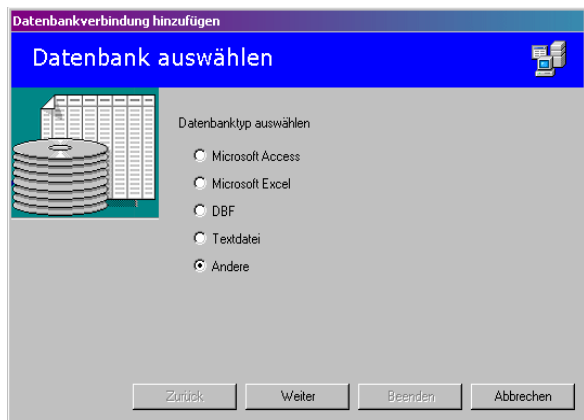 Datenbankverbindung hinzufügen
Datenbank auswählen
Datenbanktyp auswählen
Microsoft Access
Microsoft Excel
DBF
Textdatei
Andere
Zurück Weiter Beenden Abbrechen